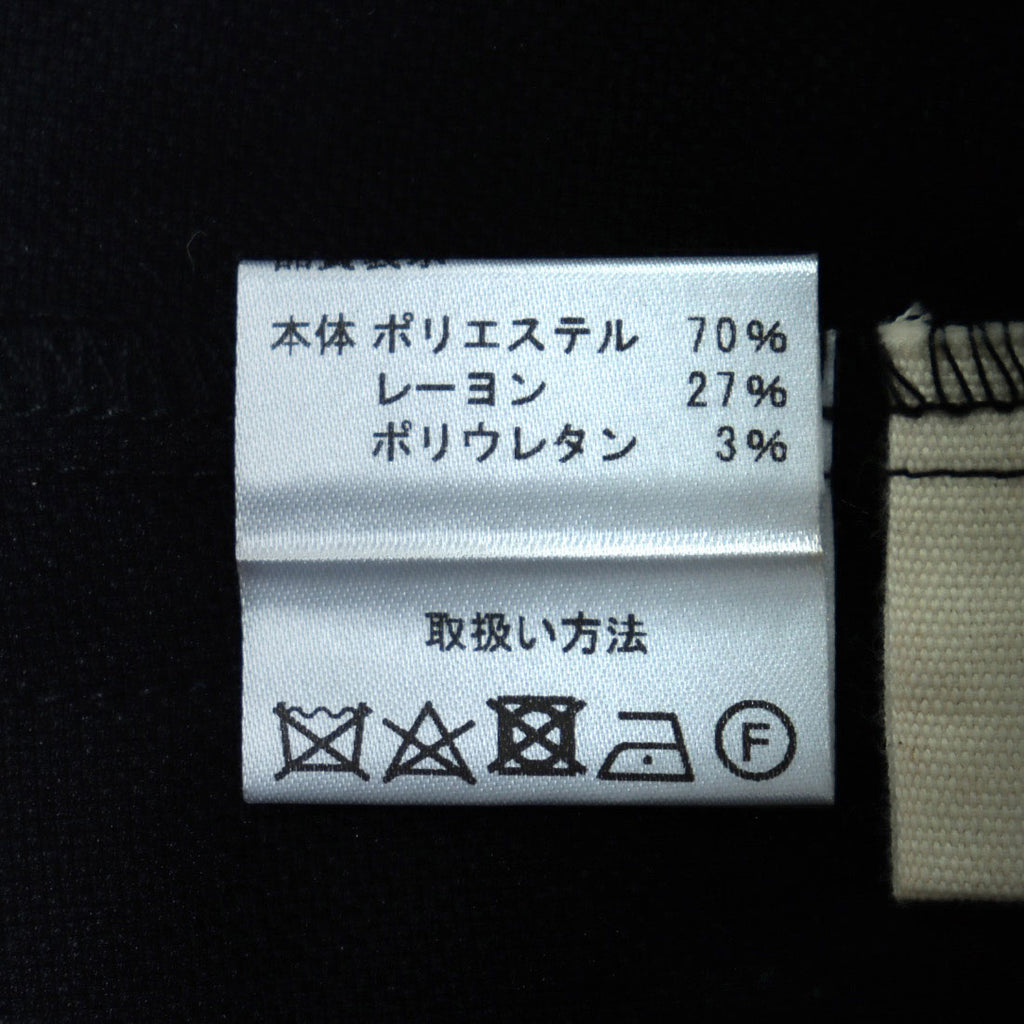 本体 ポリエステル 70%
レーヨン 27%
ポリウレタン 3%
取扱い方法
F